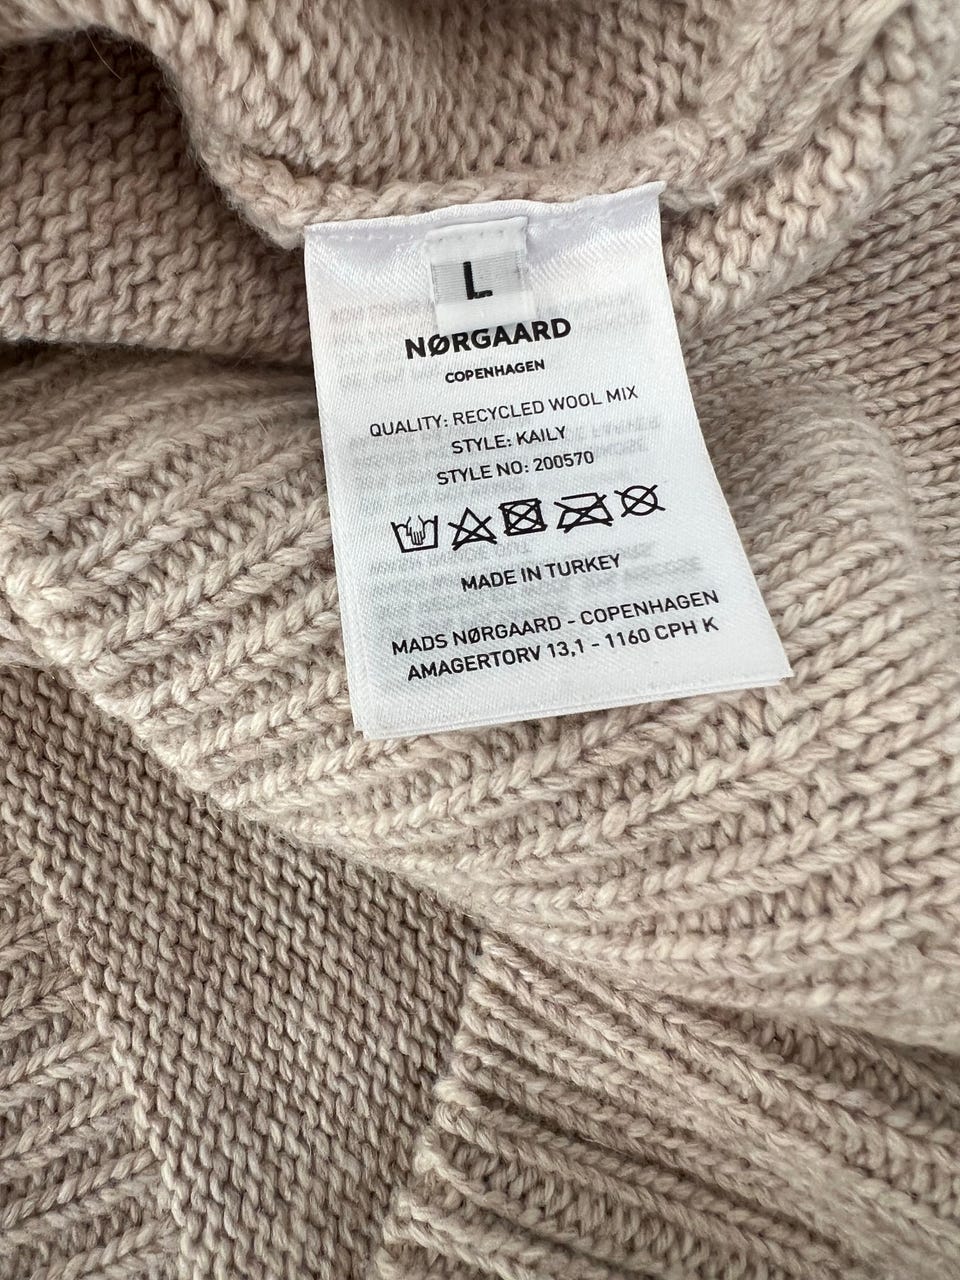 L
NØRGAARD
COPENHAGEN
QUALITY: RECYCLED WOOL MIX
STYLE: KAILY
STYLE NO: 200570
MADE IN TURKEY
MADS NØRGAARD - COPENHAGEN
AMAGERTORV 13,1 - 1160 CPH K